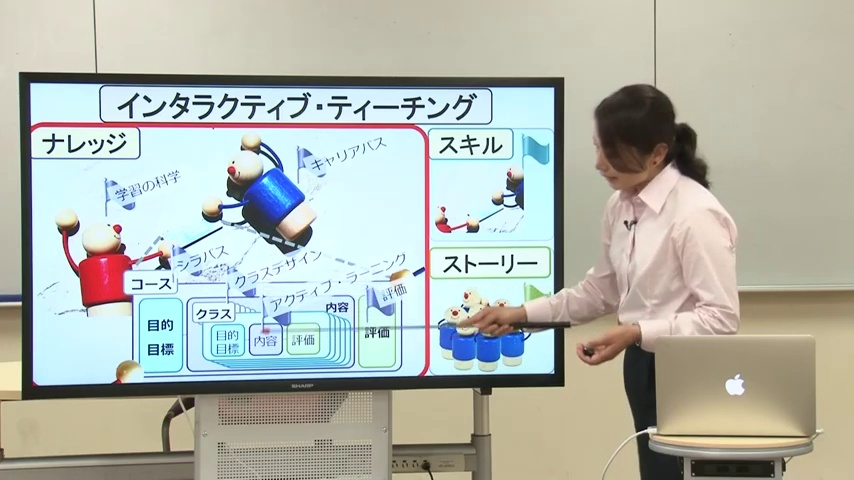 インタラクティブ・ティーチング
ナレッジ
スキル
キャリアパス
学習の科学
シラバス
クラスデザイン
ストーリー
アクティブ・ラーニング
コース
評価
クラス
内容
目的
目標
目的
目標
内容
評価
評価
SHARP